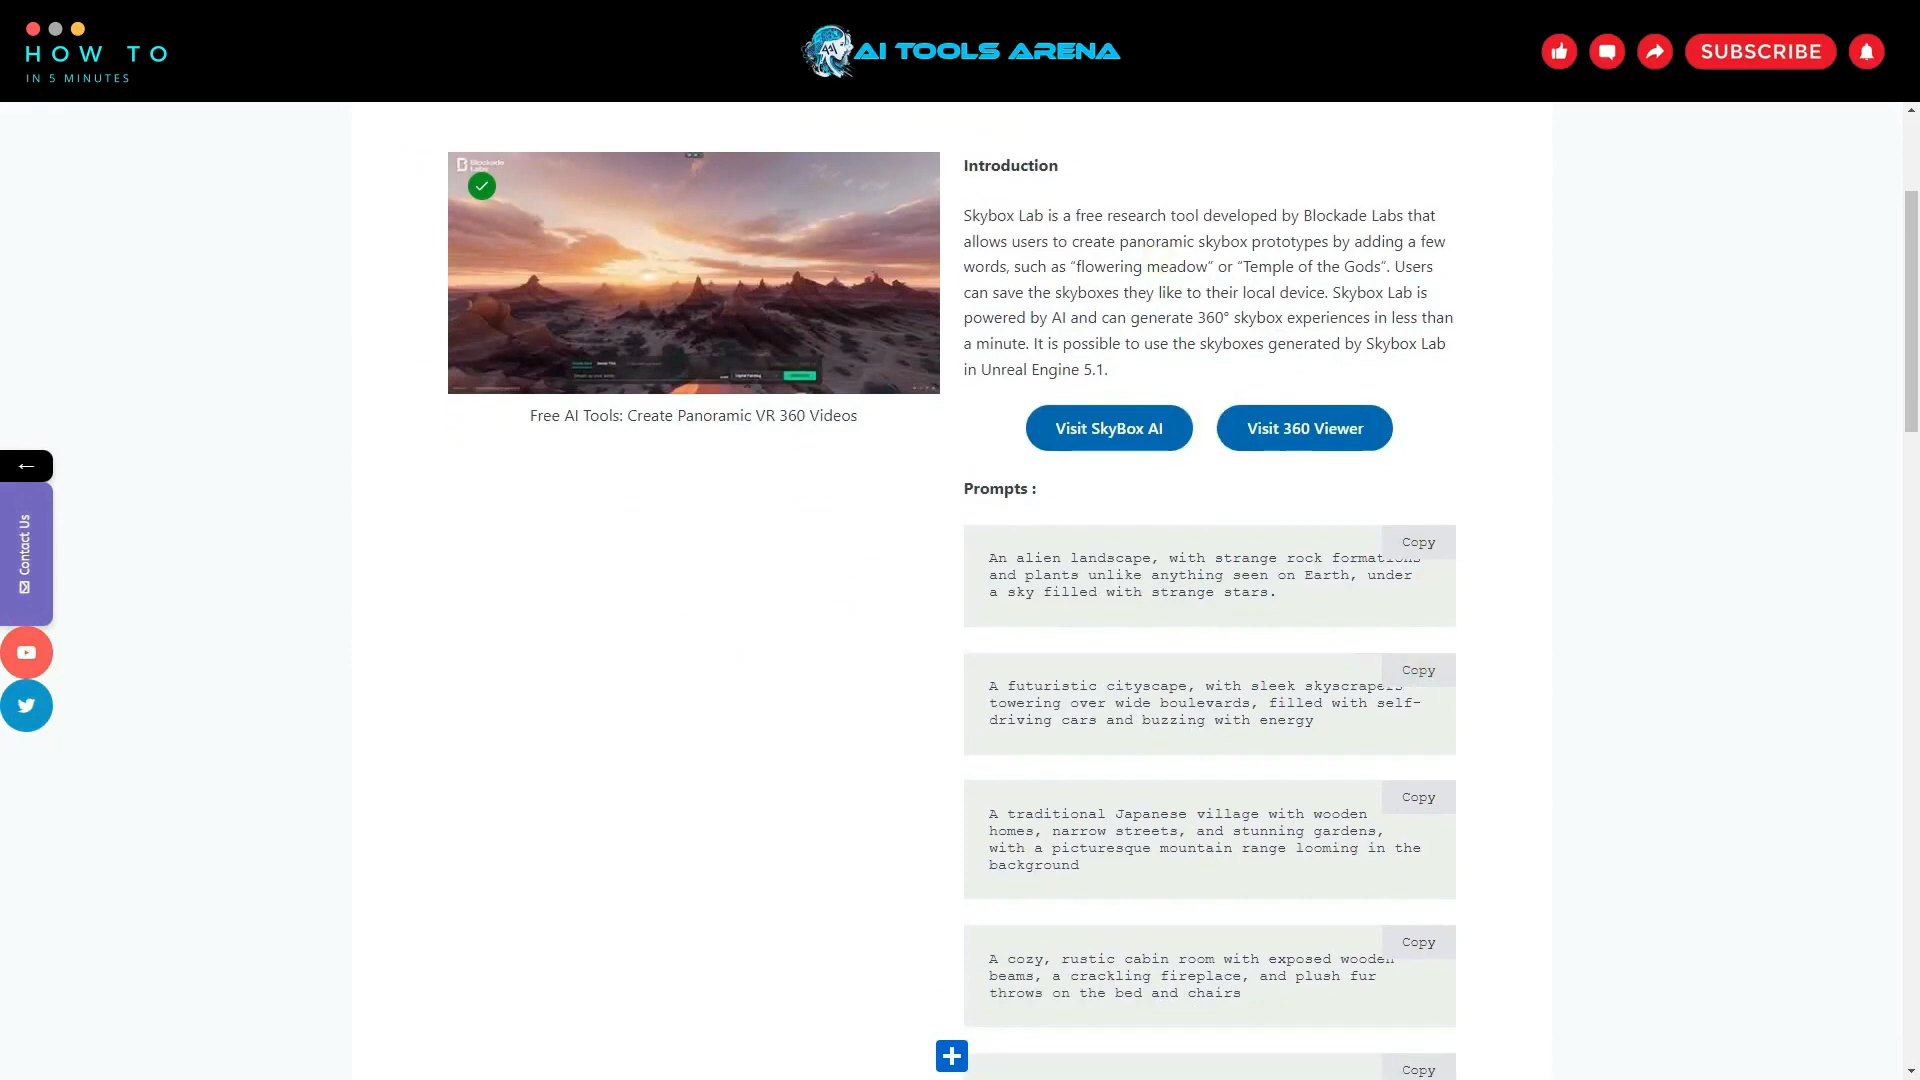 HOW TO
IN 5 MINUTES
AI TOOLS ARENA
SUBSCRIBE
Blockade
Labs
Free AI Tools: Create Panoramic VR 360 Videos
Contact Us
Introduction
Skybox Lab is a free research tool developed by Blockade Labs that
allows users to create panoramic skybox prototypes by adding a few
words, such as “flowering meadow” or “Temple of the Gods”. Users
can save the skyboxes they like to their local device. Skybox Lab is
powered by AI and can generate 360° skybox experiences in less than
a minute. It is possible to use the skyboxes generated by Skybox Lab
in Unreal Engine 5.1.
Visit SkyBox AI
Visit 360 Viewer
Prompts :
Copy
An alien landscape, with strange rock formations
and plants unlike anything seen on Earth, under
a sky filled with strange stars.
Copy
A futuristic cityscape, with sleek skyscrapers
towering over wide boulevards, filled with self-
driving cars and buzzing with energy
Copy
A traditional Japanese village with wooden
homes, narrow streets, and stunning gardens,
with a picturesque mountain range looming in the
background
Copy
A cozy, rustic cabin room with exposed wooden
beams, a crackling fireplace, and plush fur
throws on the bed and chairs
Copy